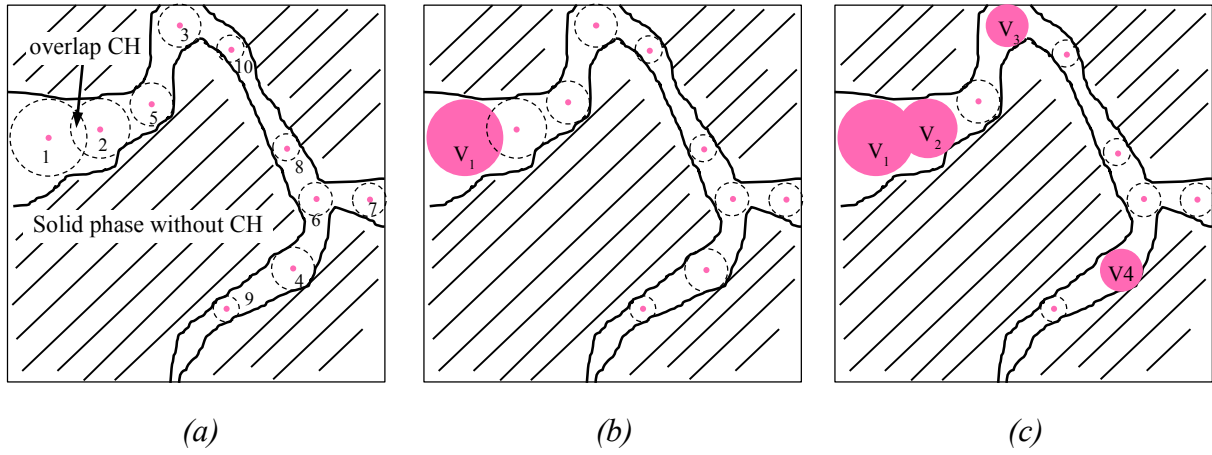 overlap CH
3
10
5
1
2
8
6
7
Solid phase without CH
4
9
V₁
V₃
V₁
V₂
V4
(a)
(b)
(c)